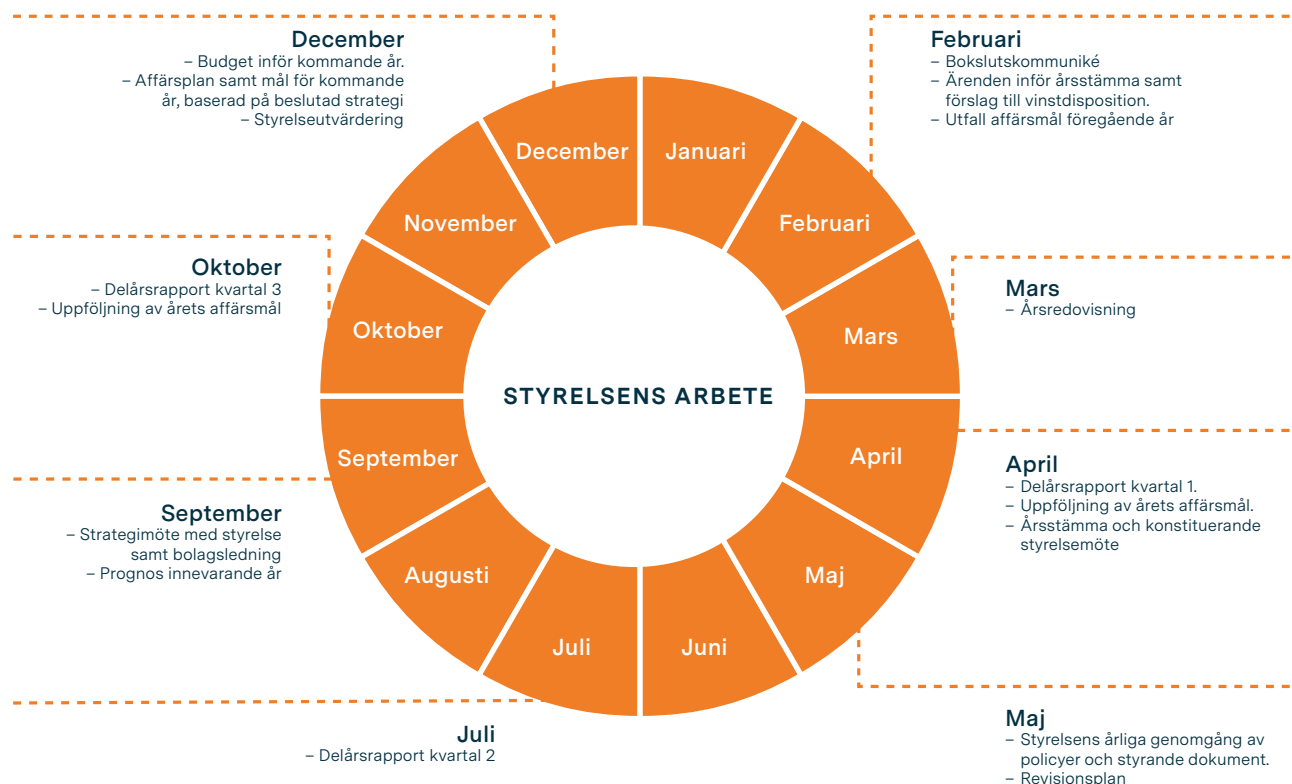 December
– Budget inför kommande år.
– Affärsplan samt mål för kommande
år, baserad på beslutad strategi
– Styrelseutvärdering
Februari
– Bokslutskommuniké
– Ärenden inför årsstämma samt
förslag till vinstdisposition.
– Utfall affärsmål föregående år
Oktober
– Delårsrapport kvartal 3
– Uppföljning av årets affärsmål
Mars
– Årsredovisning
September
– Strategimöte med styrelse
samt bolagsledning
– Prognos innevarande år
April
– Delårsrapport kvartal 1.
– Uppföljning av årets affärsmål.
– Årsstämma och konstituerande
styrelsemöte
Juli
– Delårsrapport kvartal 2
Maj
– Styrelsens årliga genomgång av
policyer och styrande dokument.
– Revisionsplan
STYRELSENS ARBETE
Januari
Februari
Mars
April
Maj
Juni
Juli
Augusti
September
Oktober
November
December